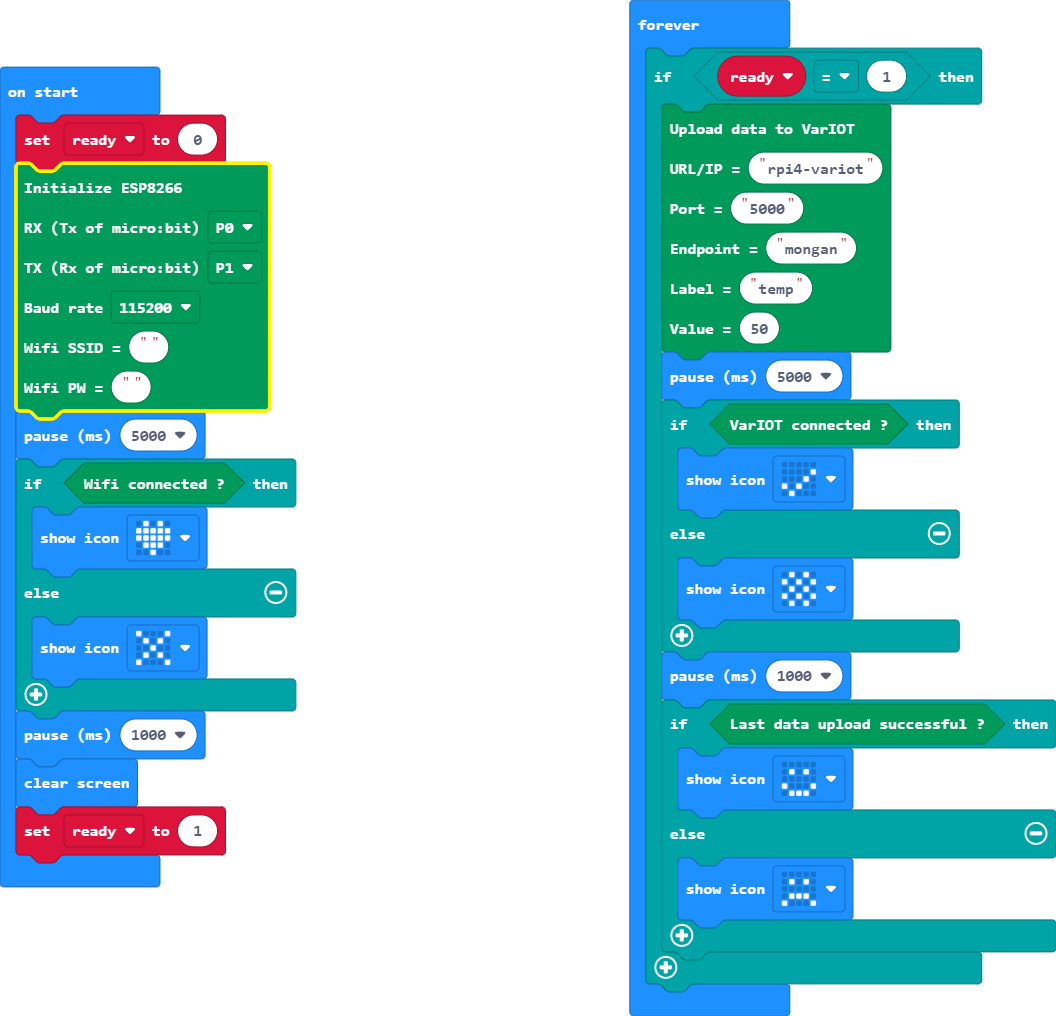 on start
set ready to 0
Initialize ESP8266
RX (Tx of micro:bit) P0
TX (Rx of micro:bit) P1
Baud rate 115200
Wifi SSID = " "
Wifi PW = " "
pause (ms) 5000
if Wifi connected ? then
show icon
else
show icon
pause (ms) 1000
clear screen
set ready to 1
forever
if ready = 1 then
Upload data to VarIOT
URL/IP = "rpi4-variot"
Port = "5000"
Endpoint = "mongan"
Label = "temp"
Value = 50
pause (ms) 5000
if VarIOT connected ? then
show icon
else
show icon
pause (ms) 1000
if Last data upload successful ? then
show icon
else
show icon